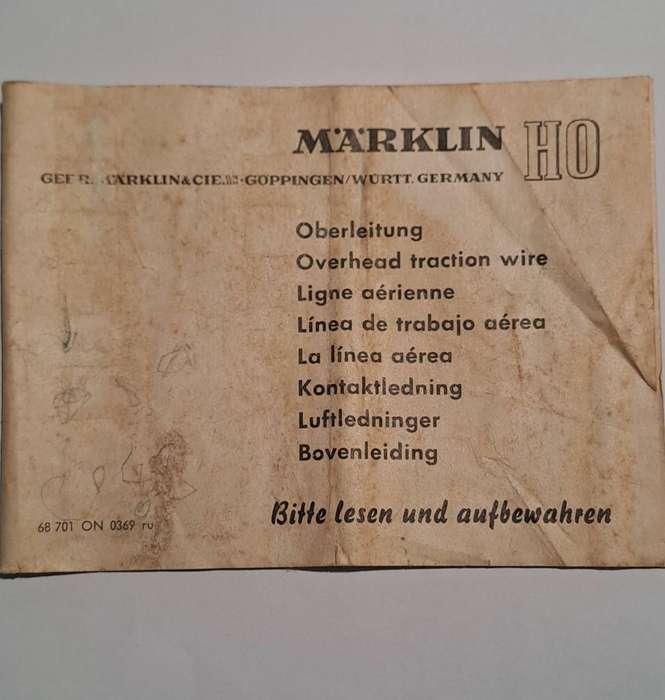 MÄRKLIN HO
GEBR. MÄRKLIN & CIE. GÖPPINGEN/WÜRTT. GERMANY
Oberleitung
Overhead traction wire
Ligne aérienne
Línea de trabajo aérea
La línea aérea
Kontaktledning
Luftledninger
Bovenleiding
Bitte lesen und aufbewahren
68 701 ON 0369 ru